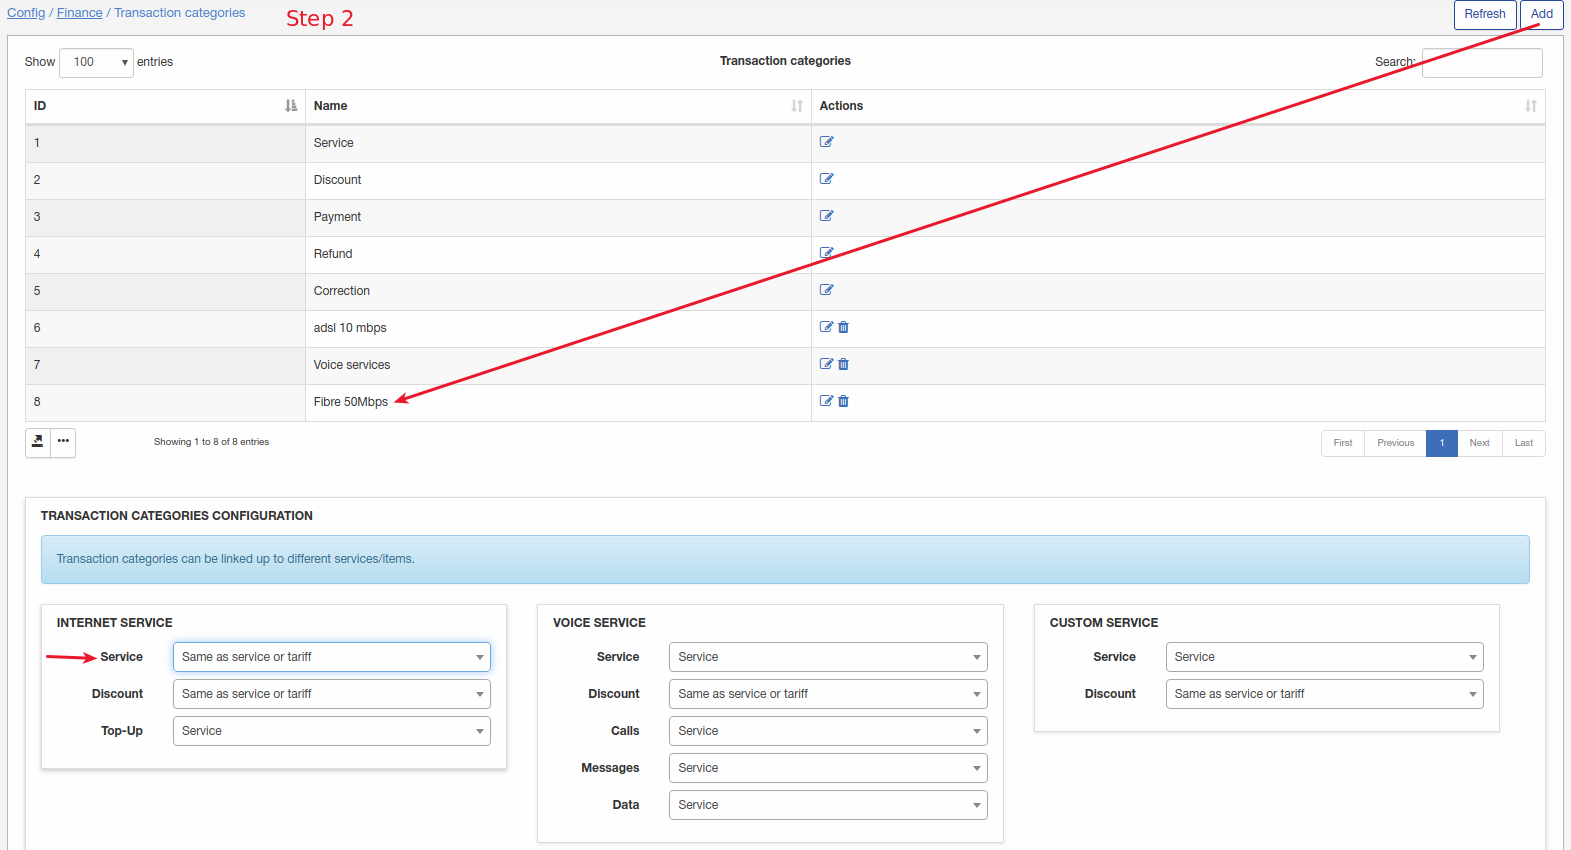 Config / Finance / Transaction categories
Step 2
Refresh Add
Show 100 entries
Transaction categories
Search:
ID Name Actions
1 Service
2 Discount
3 Payment
4 Refund
5 Correction
6 adsl 10 mbps
7 Voice services
8 Fibre 50Mbps
Showing 1 to 8 of 8 entries
First Previous 1 Next Last
TRANSACTION CATEGORIES CONFIGURATION
Transaction categories can be linked up to different services/items.
INTERNET SERVICE
Service Same as service or tariff
Discount Same as service or tariff
Top-Up Service
VOICE SERVICE
Service Service
Discount Same as service or tariff
Calls Service
Messages Service
Data Service
CUSTOM SERVICE
Service Service
Discount Same as service or tariff